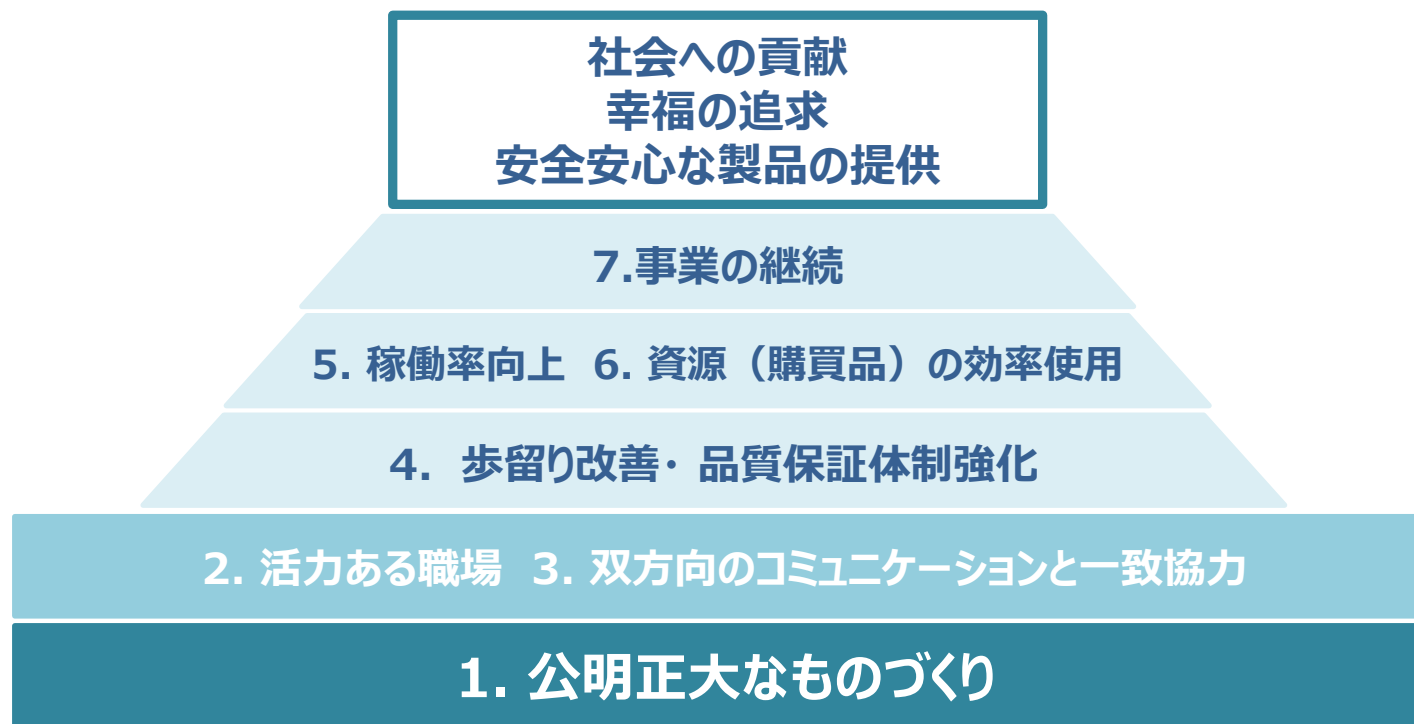 社会への貢献
幸福の追求
安全安心な製品の提供
7.事業の継続
5. 稼働率向上 6. 資源（購買品）の効率使用
4. 歩留り改善・ 品質保証体制強化
2. 活力ある職場 3. 双方向のコミュニケーションと一致協力
1. 公明正大なものづくり